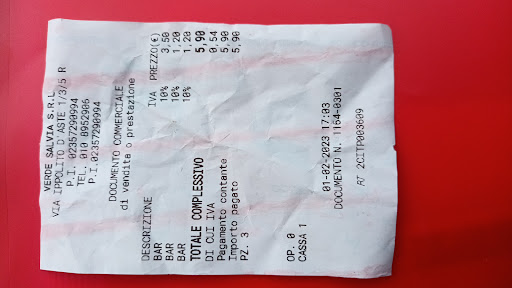 VERDE SALVIA S.R.L
VIA IPPOLITO D'ASTE 1/3/5 R
P.I. 02357290994
TEL. 010 8952906
P.I.02357290994
DOCUMENTO COMMERCIALE
di vendita o prestazione
DESCRIZIONE IVA PREZZO(€)
BAR 10% 3,50
BAR 10% 1,20
BAR 10% 1,20
TOTALE COMPLESSIVO 5,90
DI CUI IVA 0,54
Pagamento contante 5,90
Importo pagato 5,90
PZ. 3
OP. 0
CASSA 1
01-02-2023 17:03
DOCUMENTO N. 1164-0301
RT 2CITP003609